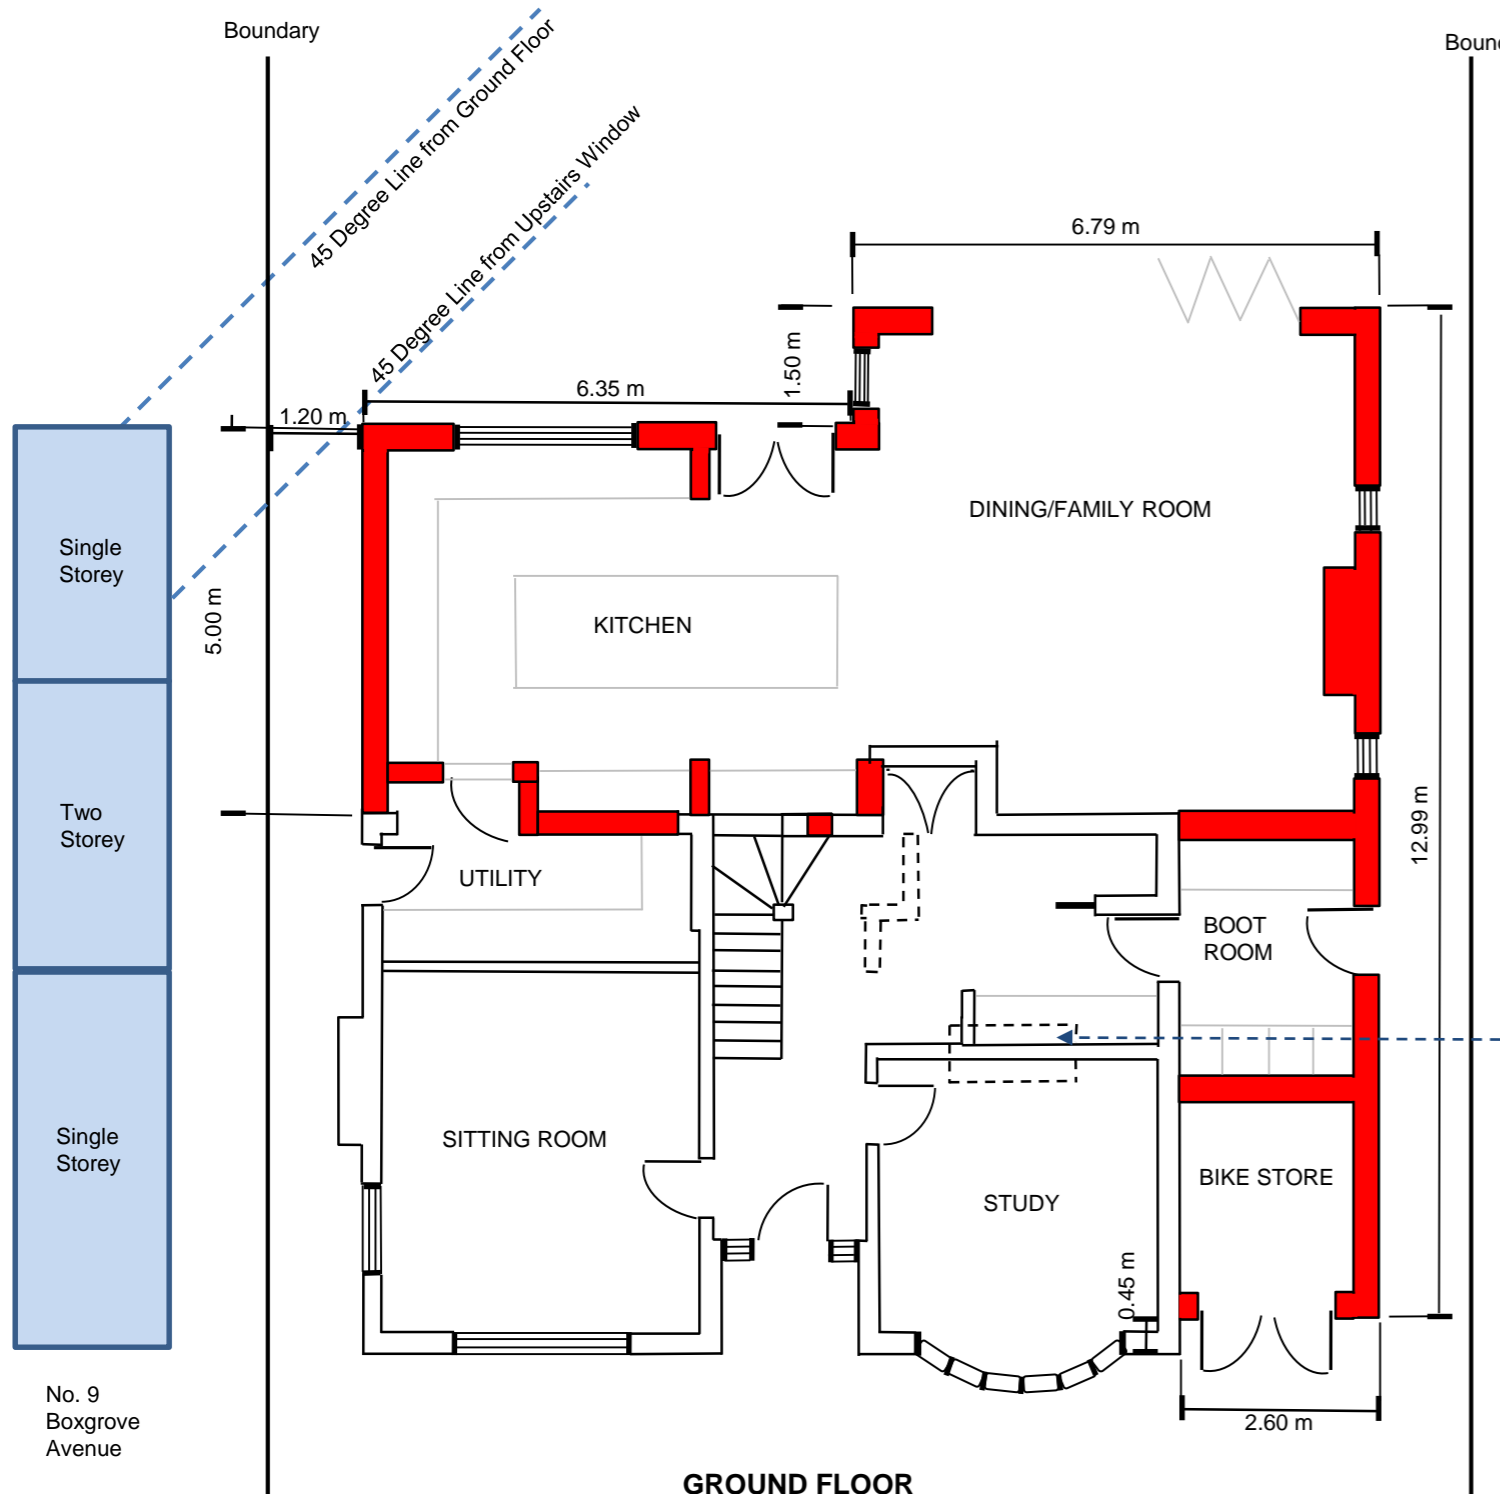 Boundary
Bound
45 Degree Line from Ground Floor
45 Degree Line from Upstairs Window
6.79 m
1.50 m
6.35 m
1.20 m
DINING/FAMILY ROOM
Single
Storey
5.00 m
KITCHEN
Two
Storey
12.99 m
UTILITY
BOOT
ROOM
Single
Storey
SITTING ROOM
BIKE STORE
STUDY
0.45 m
No. 9
Boxgrove
Avenue
2.60 m
GROUND FLOOR